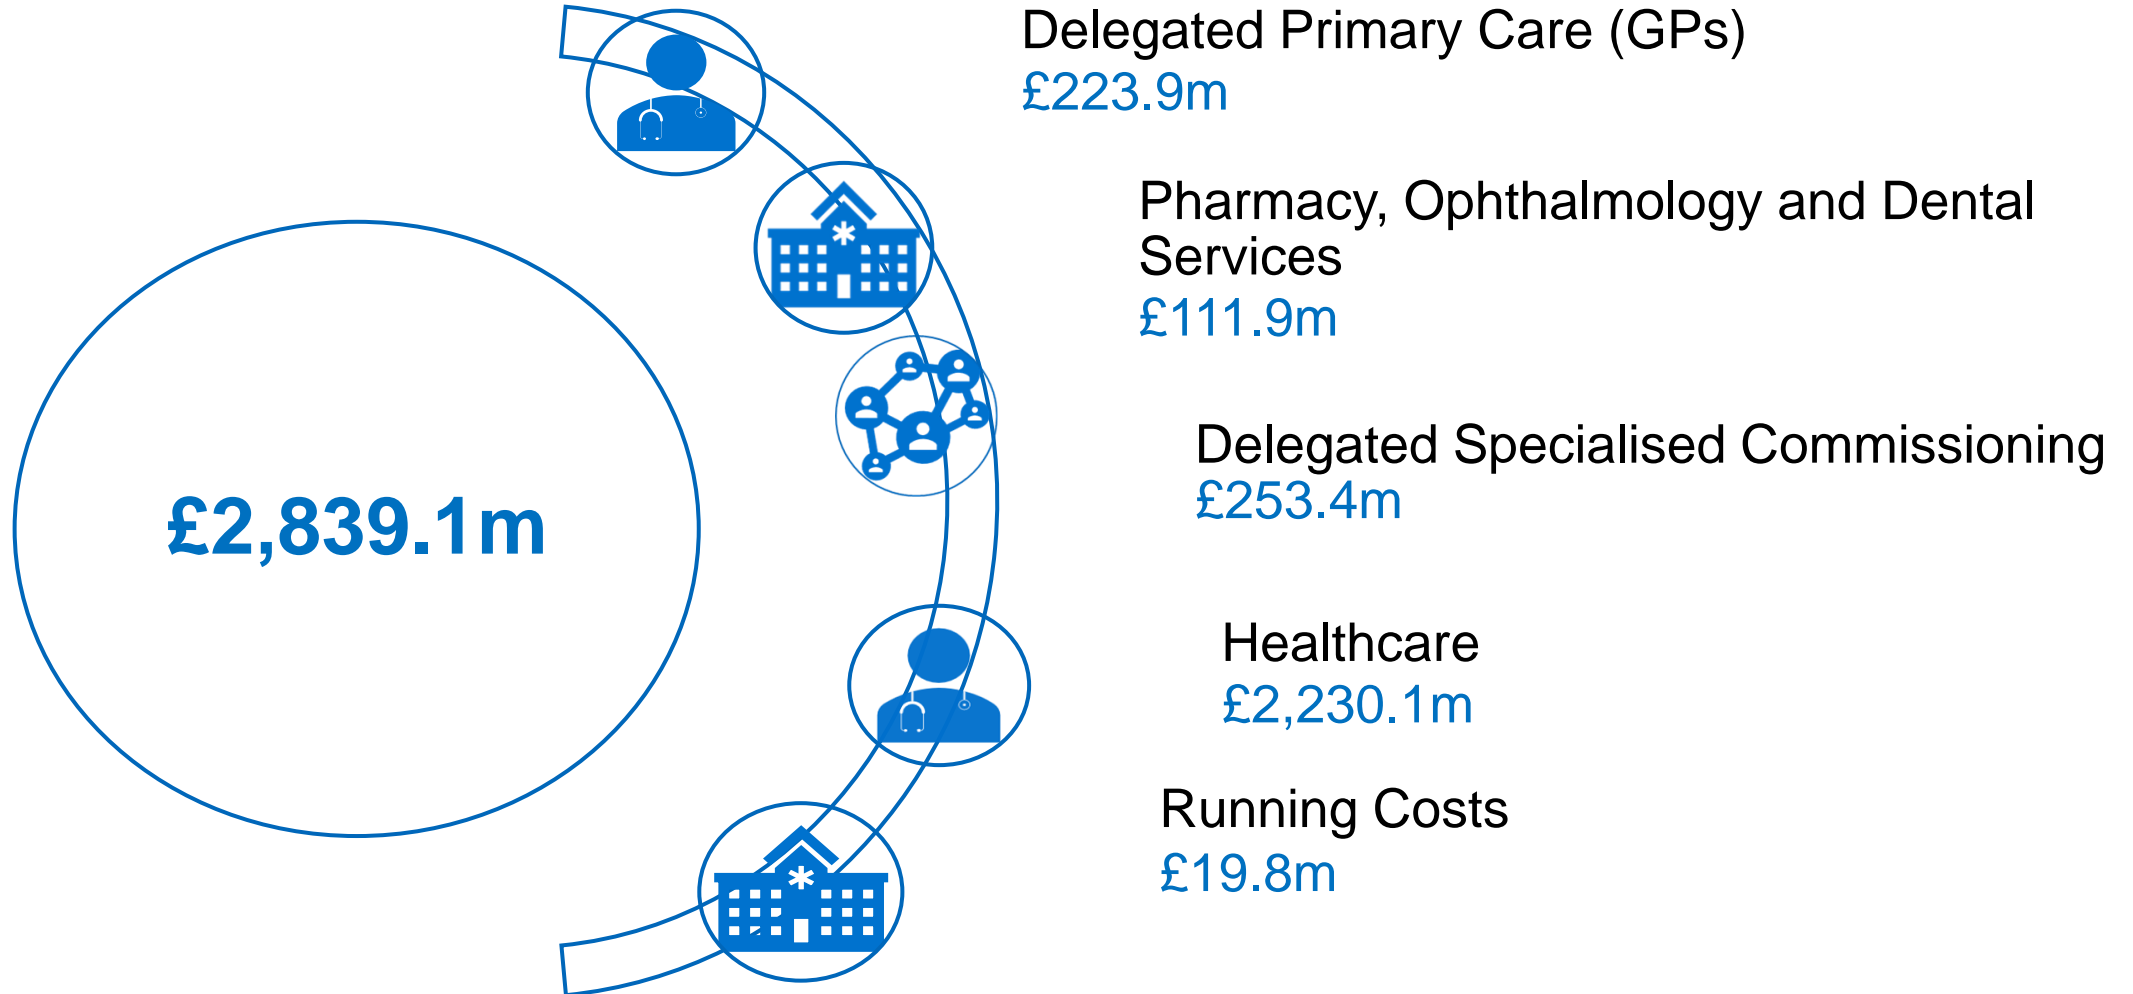 Delegated Primary Care (GPs)
£223.9m
Pharmacy, Ophthalmology and Dental
Services
£111.9m
Delegated Specialised Commissioning
£253.4m
£2,839.1m
Healthcare
£2,230.1m
Running Costs
£19.8m